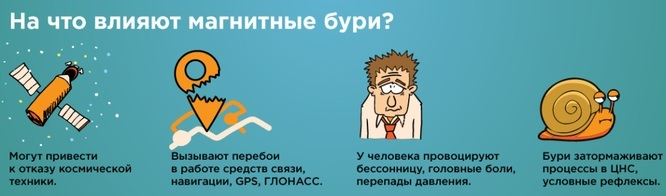 На что влияют магнитные бури?
Могут привести
к отказу космической
техники.
Вызывают перебои
в работе средств связи,
навигации, GPS, ГЛОНАСС.
У человека провоцируют
бессонницу, головные боли,
перепады давления.
Бури затормаживают
процессы в ЦНС,
условные рефлексы.